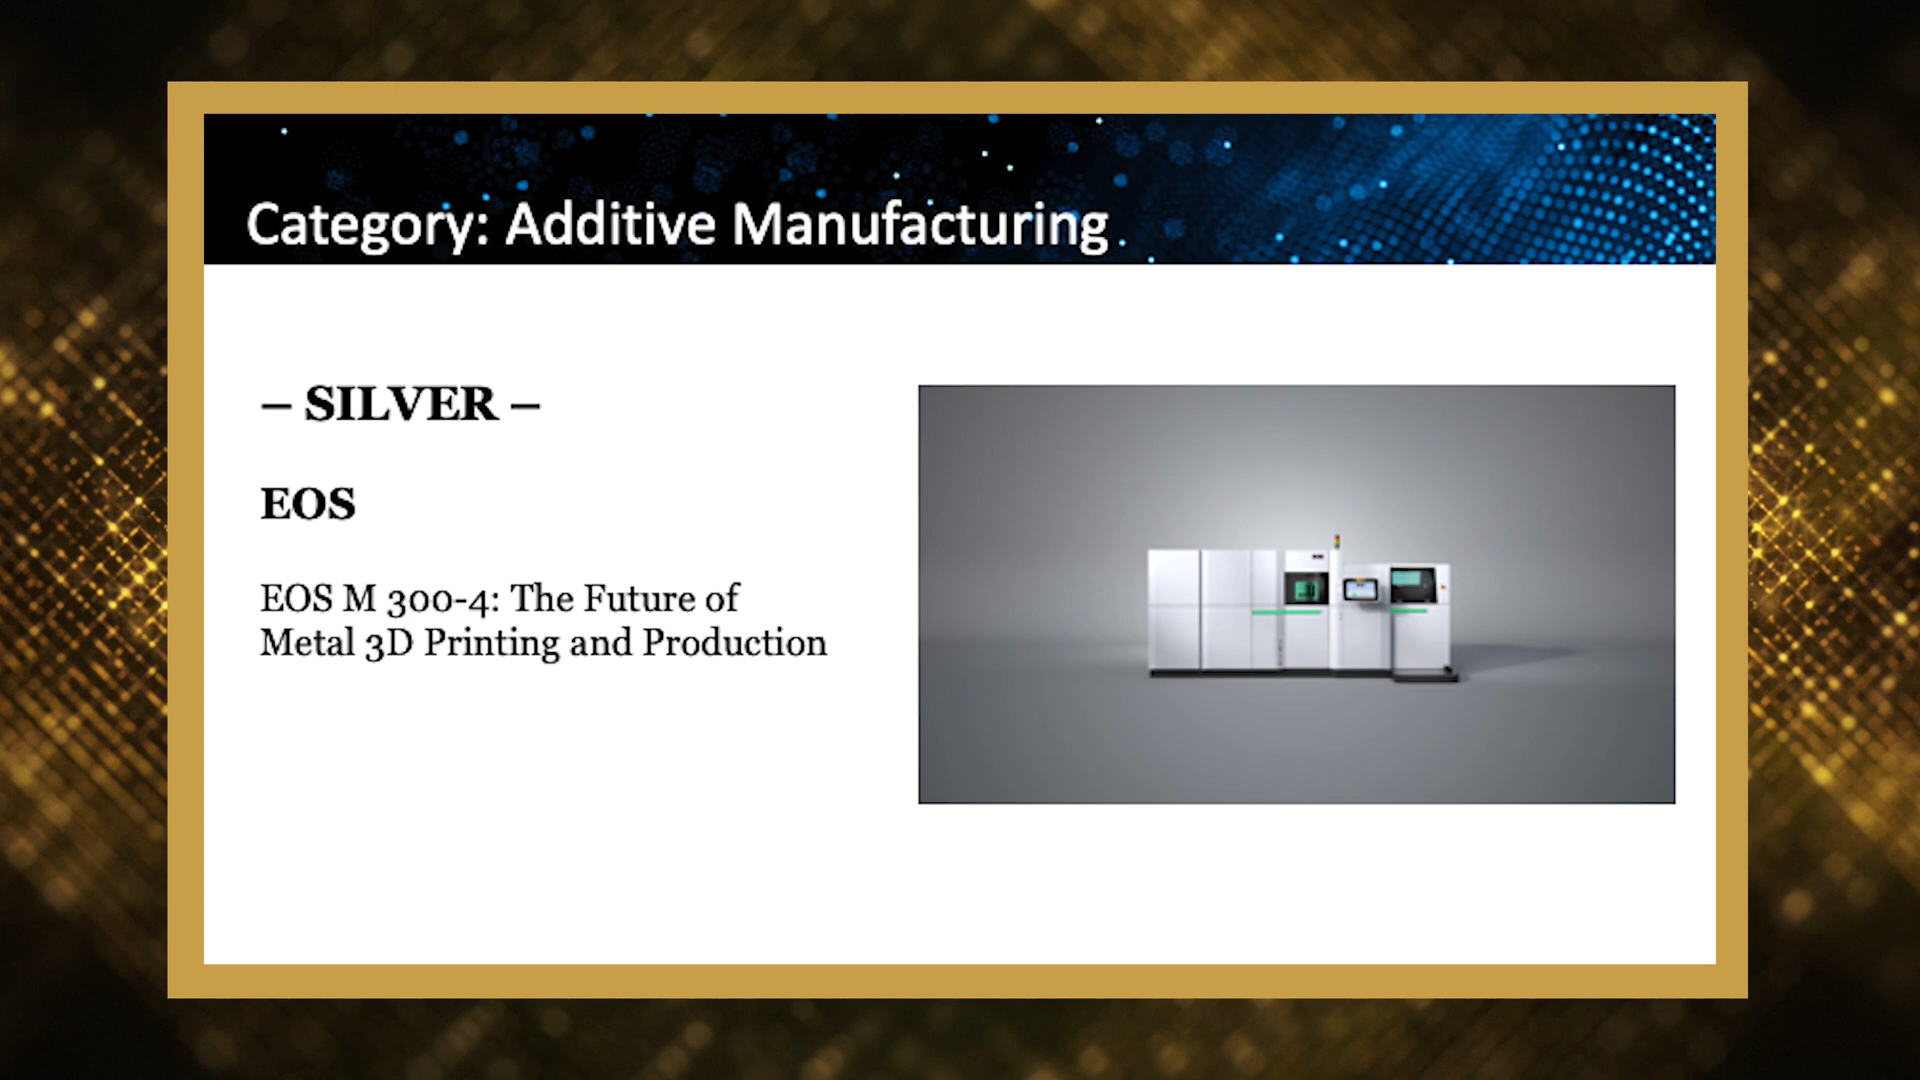 Category: Additive Manufacturing
– SILVER –
EOS
EOS M 300-4: The Future of
Metal 3D Printing and Production